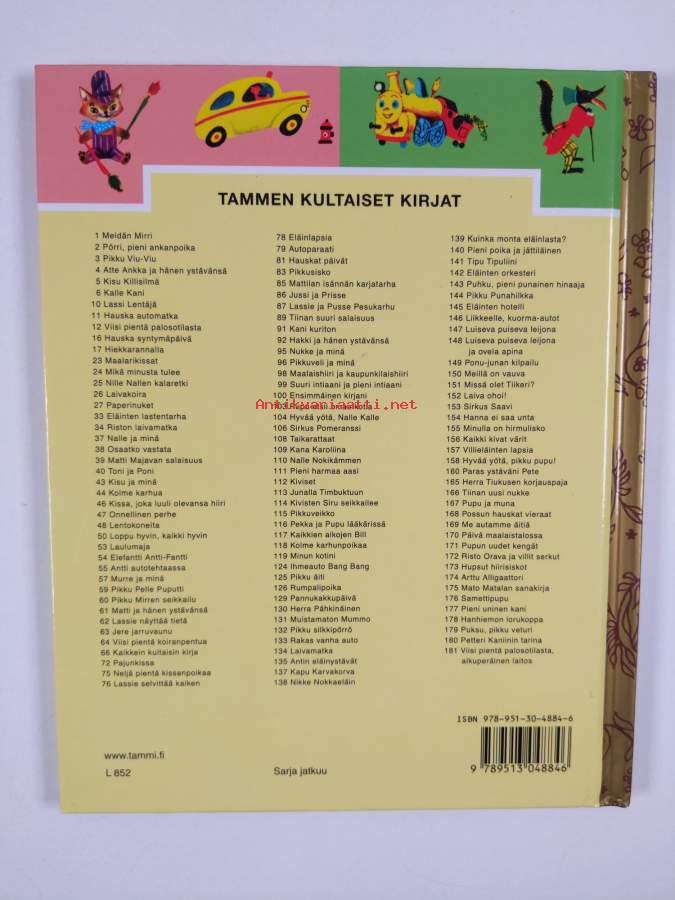 TAMMEN KULTAISET KIRJAT
1 Meidän Mirri
2 Pörri, pieni ankanpoika
3 Pikku Viu-Viu
4 Atte Ankka ja hänen ystävänsä
5 Kisu Killisilmä
6 Kalle Kani
10 Lassi Lentäjä
11 Hauska automatka
12 Viisi pientä palosotilasta
16 Hauska syntymäpäivä
17 Hiekkarannalla
23 Maalarikissat
24 Mikä minusta tulee
25 Nille Nallen kalaretki
26 Laivakoira
27 Paperinuket
33 Eläinten lastentarha
34 Riston laivamatka
37 Nalle ja minä
38 Osaatko vastata
39 Matti Majavan salaisuus
40 Toni ja Poni
43 Kisu ja minä
44 Kolme karhua
46 Kissa, joka luuli olevansa hiiri
47 Onnellinen perhe
48 Lentokoneita
50 Loppu hyvin, kaikki hyvin
53 Laulumaja
54 Elefantti Antti-Fantti
55 Antti autotehtaassa
57 Murre ja minä
59 Pikku Pelle Puputti
60 Pikku Mirren seikkailu
61 Matti ja hänen ystävänsä
62 Lassie näyttää tietä
63 Jere jarruvaunu
64 Viisi pientä koiranpentua
66 Kaikkein kultaisin kirja
72 Pajunkissa
75 Neljä pientä kissanpoikaa
76 Lassie selvittää kaiken
78 Eläinlapsia
79 Autoparaati
81 Hauskat päivät
83 Pikkusisko
85 Mattilan isännän karjatarha
86 Jussi ja Prisse
87 Lassie ja Pusse Pesukarhu
89 Tiinan suuri salaisuus
91 Kani kuriton
92 Hakki ja hänen ystävänsä
95 Nukke ja minä
96 Pikkuveli ja minä
98 Maalaishiiri ja kaupunkilaishiiri
99 Suuri intiaani ja pieni intiaani
100 Ensimmäinen kirjani
104 Hyvää yötä, Nalle Kalle
106 Sirkus Pomeranssi
108 Taikarattaat
109 Kana Karoliina
110 Nalle Nokikämmen
111 Pieni harmaa aasi
112 Kiviset
113 Junalla Timbuktuun
114 Kivisten Siru seikkailee
115 Pikkuveikko
116 Pekka ja Pupu lääkärissä
117 Kaikkien aikojen Bill
118 Kolme karhunpoikaa
119 Minun kotini
124 Ihmeauto Bang Bang
125 Pikku äiti
126 Rumpalipoika
129 Pannukakkupäivä
130 Herra Pähkinäinen
131 Muistamaton Mummo
132 Pikku silkkipörrö
133 Rakas vanha auto
134 Laivamatka
135 Antin eläinystävät
137 Kapu Karvakorva
138 Nikke Nokkaeläin
139 Kuinka monta eläinlasta?
140 Pieni poika ja jättiläinen
141 Tipu Tipuliini
142 Eläinten orkesteri
143 Puhku, pieni punainen hinaaja
144 Pikku Punahilkka
145 Eläinten hotelli
146 Liikkeelle, kuorma-autot
147 Luiseva puiseva leijona
148 Luiseva puiseva leijona
ja ovela apina
149 Ponu-junan kilpailu
150 Meillä on vauva
151 Missä olet Tiikeri?
152 Laiva ohoi!
153 Sirkus Saavi
154 Hanna ei saa unta
155 Minulla on hirmulisko
156 Kaikki kivat värit
157 Villieläinten lapsia
158 Hyvää yötä, pikku pupu!
160 Paras ystäväni Pete
165 Herra Tiukusen korjauspaja
166 Tiinan uusi nukke
167 Pupu ja muna
168 Possun hauskat vieraat
169 Me autamme äitiä
170 Päivä maalaistalossa
171 Pupun uudet kengät
172 Risto Orava ja villit serkut
173 Hupsut hiirisiskot
174 Arttu Alligaattori
175 Mato Matalan sanakirja
176 Samettipupu
177 Pieni uninen kani
178 Hanhiemon lorukoppa
179 Puksu, pikku veturi
180 Petteri Kaniinin tarina
181 Viisi pientä palosotilasta,
alkuperäinen laitos
Antikvariaatti.net
ISBN 978-951-30-4884-6
9 789513 048846
www.tammi.fi
L 852
Sarja jatkuu